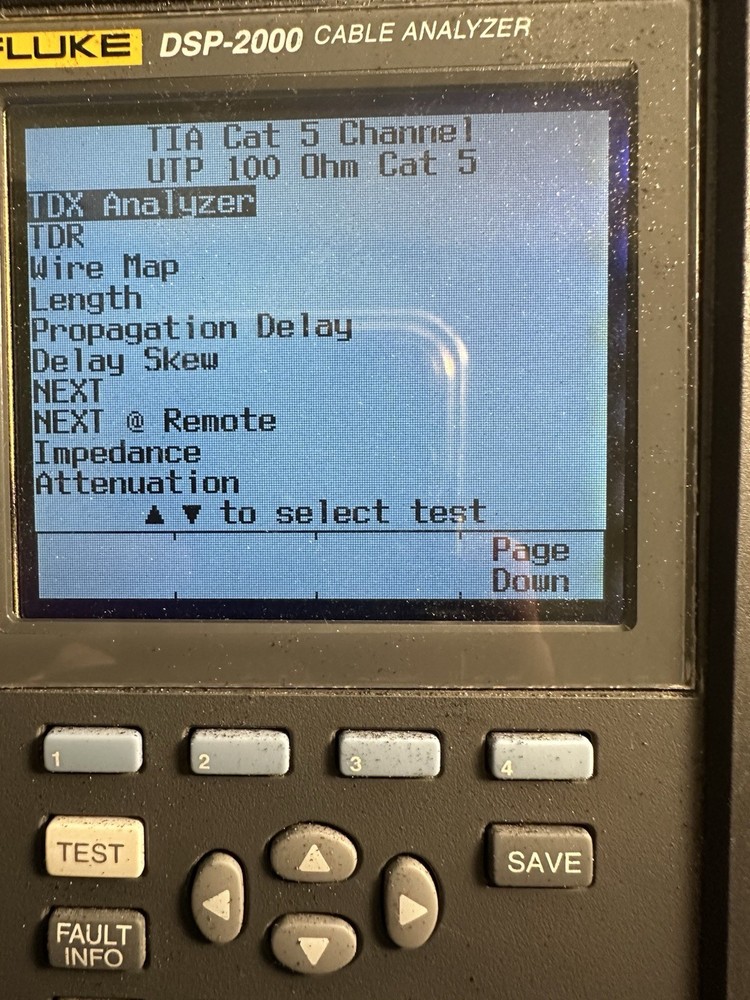 FLUKE DSP-2000 CABLE ANALYZER
TIA Cat 5 Channel
UTP 100 Ohm Cat 5
TDX Analyzer
TDR
Wire Map
Length
Propagation Delay
Delay Skew
NEXT
NEXT @ Remote
Impedance
Attenuation
▲ ▼ to select test
Page
Down
1 2 3 4
TEST
SAVE
FAULT
INFO